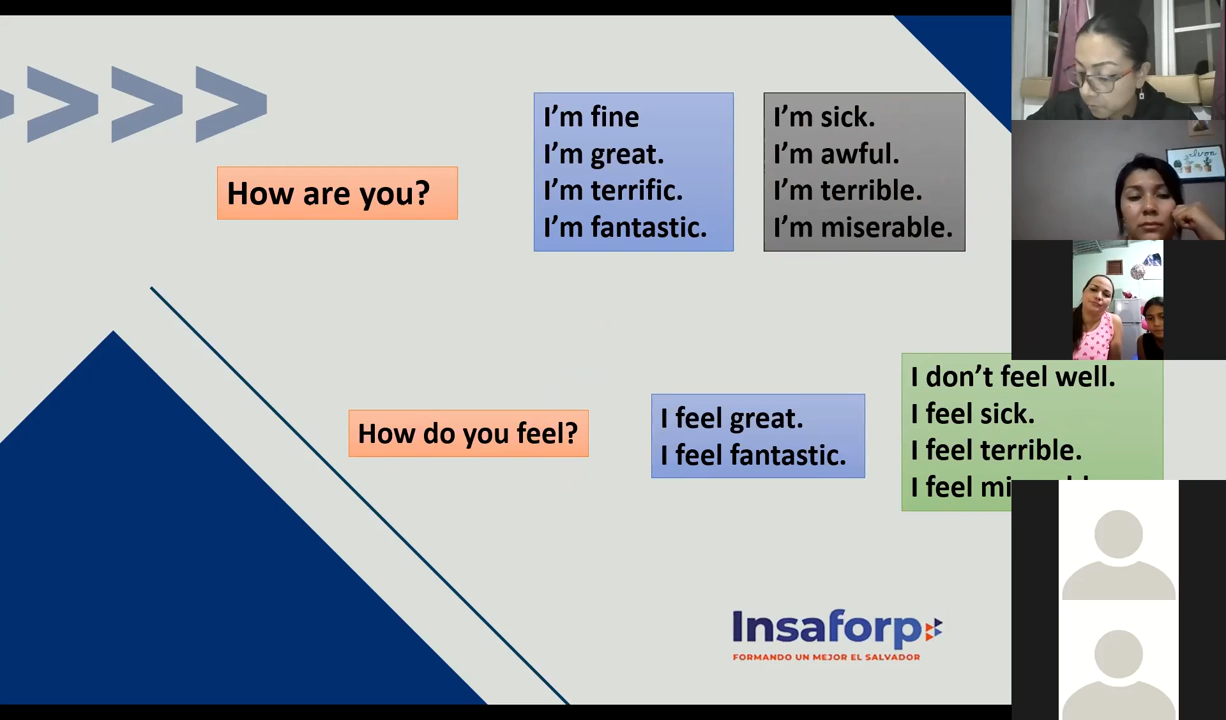 How are you?
I'm fine
I'm great.
I'm terrific.
I'm fantastic.
I'm sick.
I'm awful.
I'm terrible.
I'm miserable.
How do you feel?
I feel great.
I feel fantastic.
I don't feel well.
I feel sick.
I feel terrible.
I feel
Insaforp
FORMANDO UN MEJOR EL SALVADOR